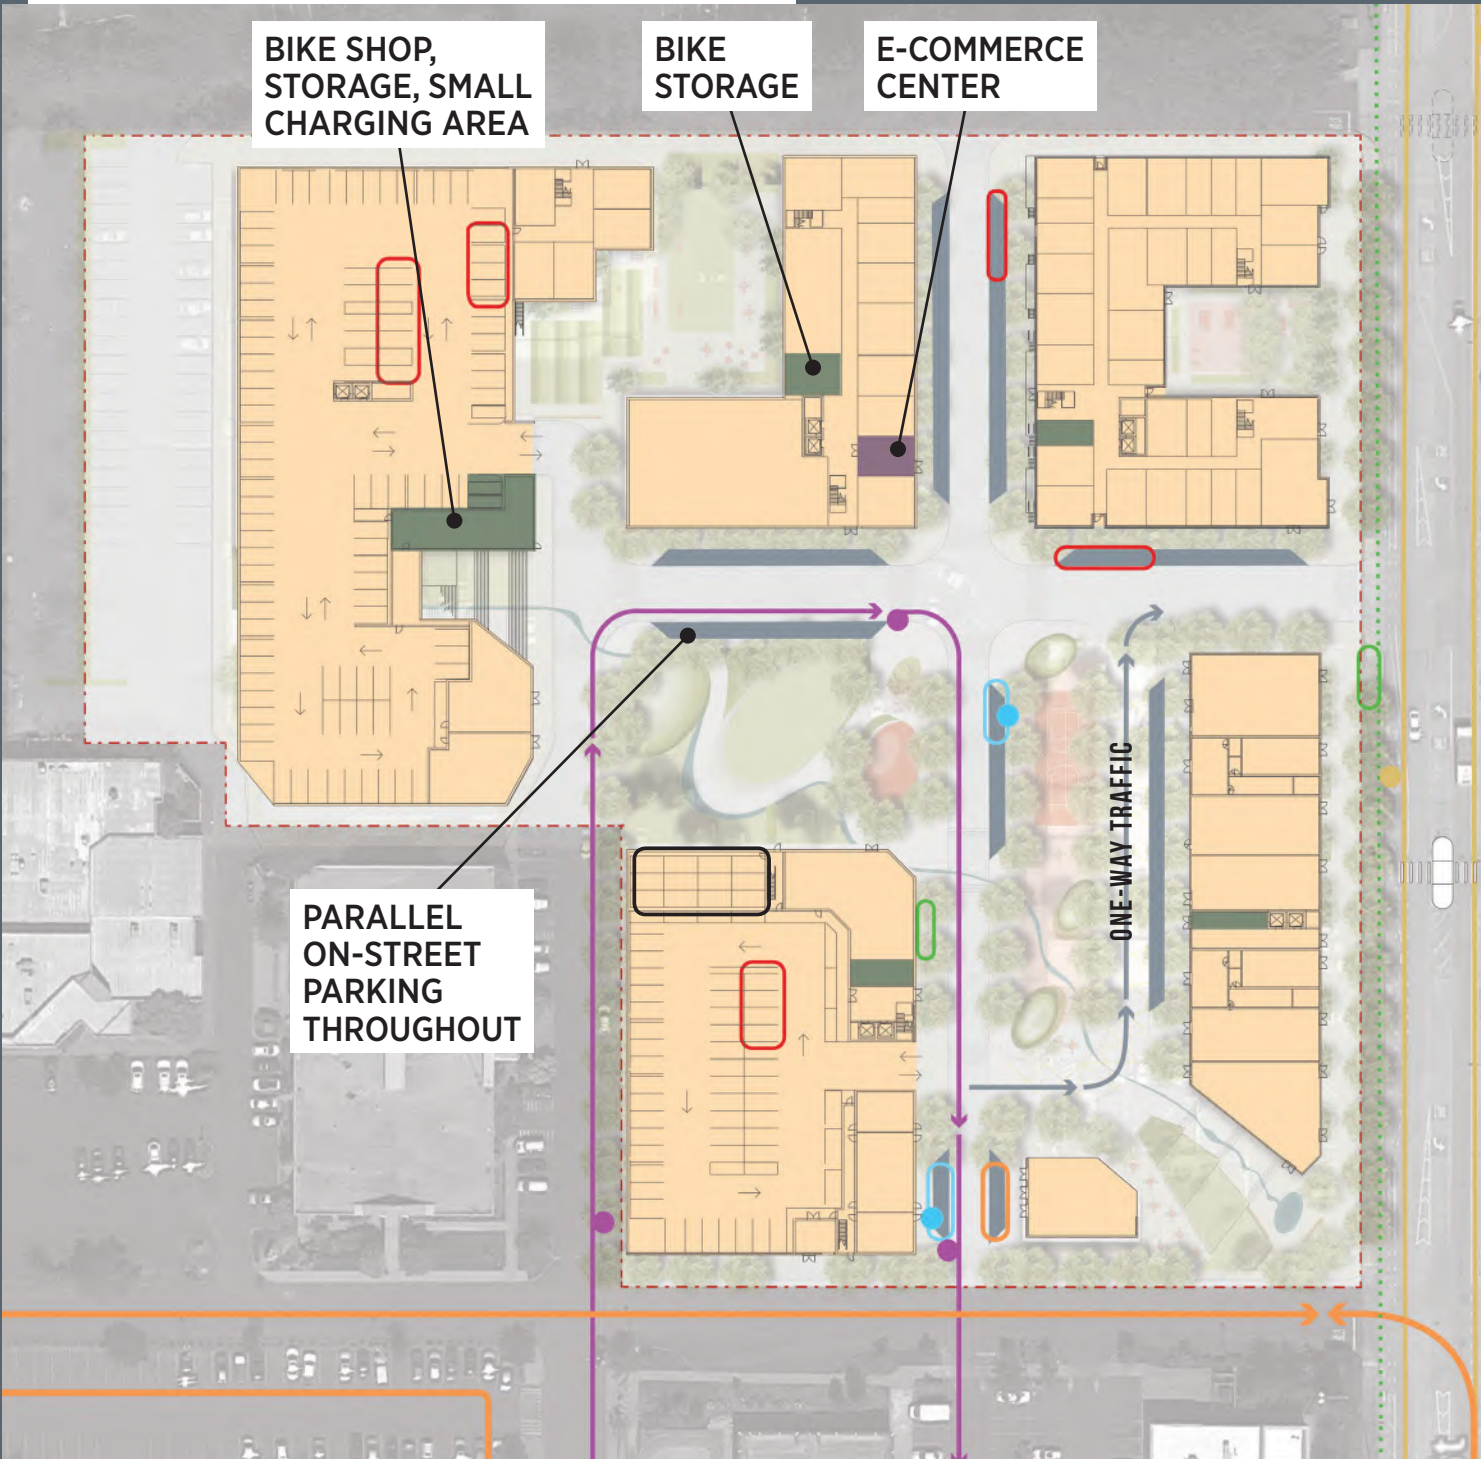 BIKE SHOP,
STORAGE, SMALL
CHARGING AREA
BIKE
STORAGE
E-COMMERCE
CENTER
ONE-WAY TRAFFIC
PARALLEL
ON-STREET
PARKING
THROUGHOUT